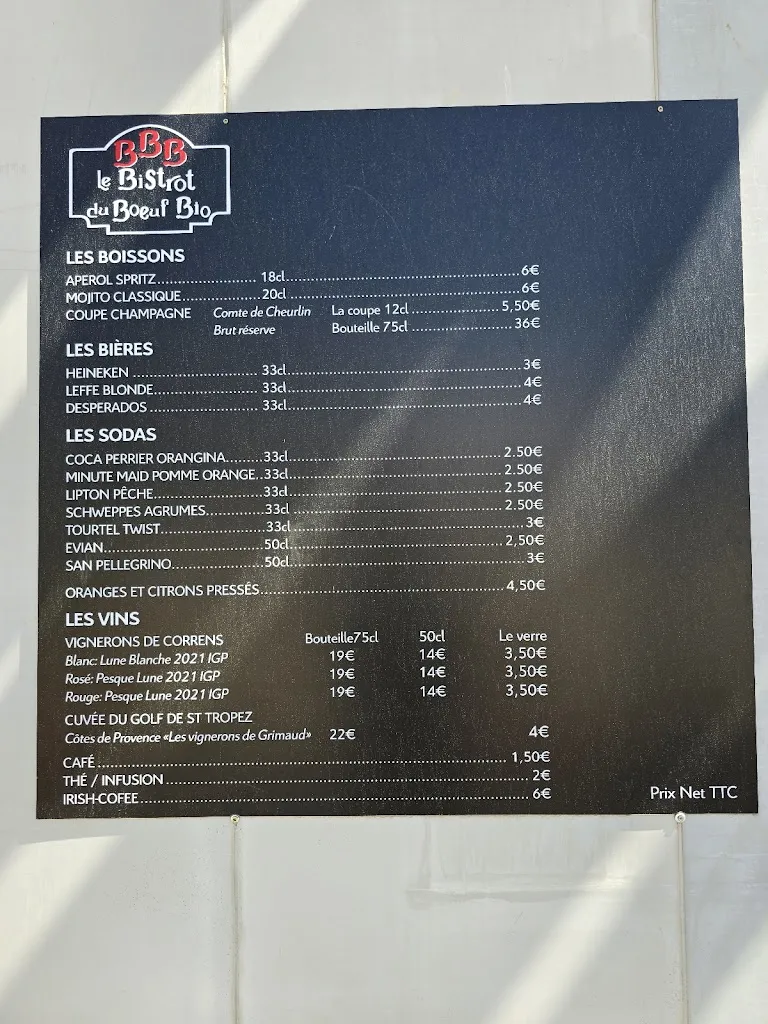 BBB
le Bistrot
du Boeuf Bio
LES BOISSONS
APEROL SPRITZ 18cl 6€
MOJITO CLASSIQUE 20cl 6€
COUPE CHAMPAGNE Comte de Cheurlin La coupe 12cl 5,50€
Brut réserve Bouteille 75cl 36€
LES BIÈRES
HEINEKEN 33cl 3€
LEFFE BLONDE 33cl 4€
DESPERADOS 33cl 4€
LES SODAS
COCA PERRIER ORANGINA 33cl 2.50€
MINUTE MAID POMME ORANGE 33cl 2.50€
LIPTON PÊCHE 33cl 2.50€
SCHWEPPES AGRUMES 33cl 2.50€
TOURTEL TWIST 33cl 3€
EVIAN 50cl 2,50€
SAN PELLEGRINO 50cl 3€
ORANGES ET CITRONS PRESSÉS 4,50€
LES VINS
VIGNERONS DE CORRENS Bouteille75cl 50cl Le verre
Blanc: Lune Blanche 2021 IGP 19€ 14€ 3,50€
Rosé: Pesque Lune 2021 IGP 19€ 14€ 3,50€
Rouge: Pesque Lune 2021 IGP 19€ 14€ 3,50€
CUVÉE DU GOLF DE ST TROPEZ
Côtes de Provence «Les vignerons de Grimaud» 22€ 4€
CAFÉ 1,50€
THÉ / INFUSION 2€
IRISH-COFEE 6€
Prix Net TTC